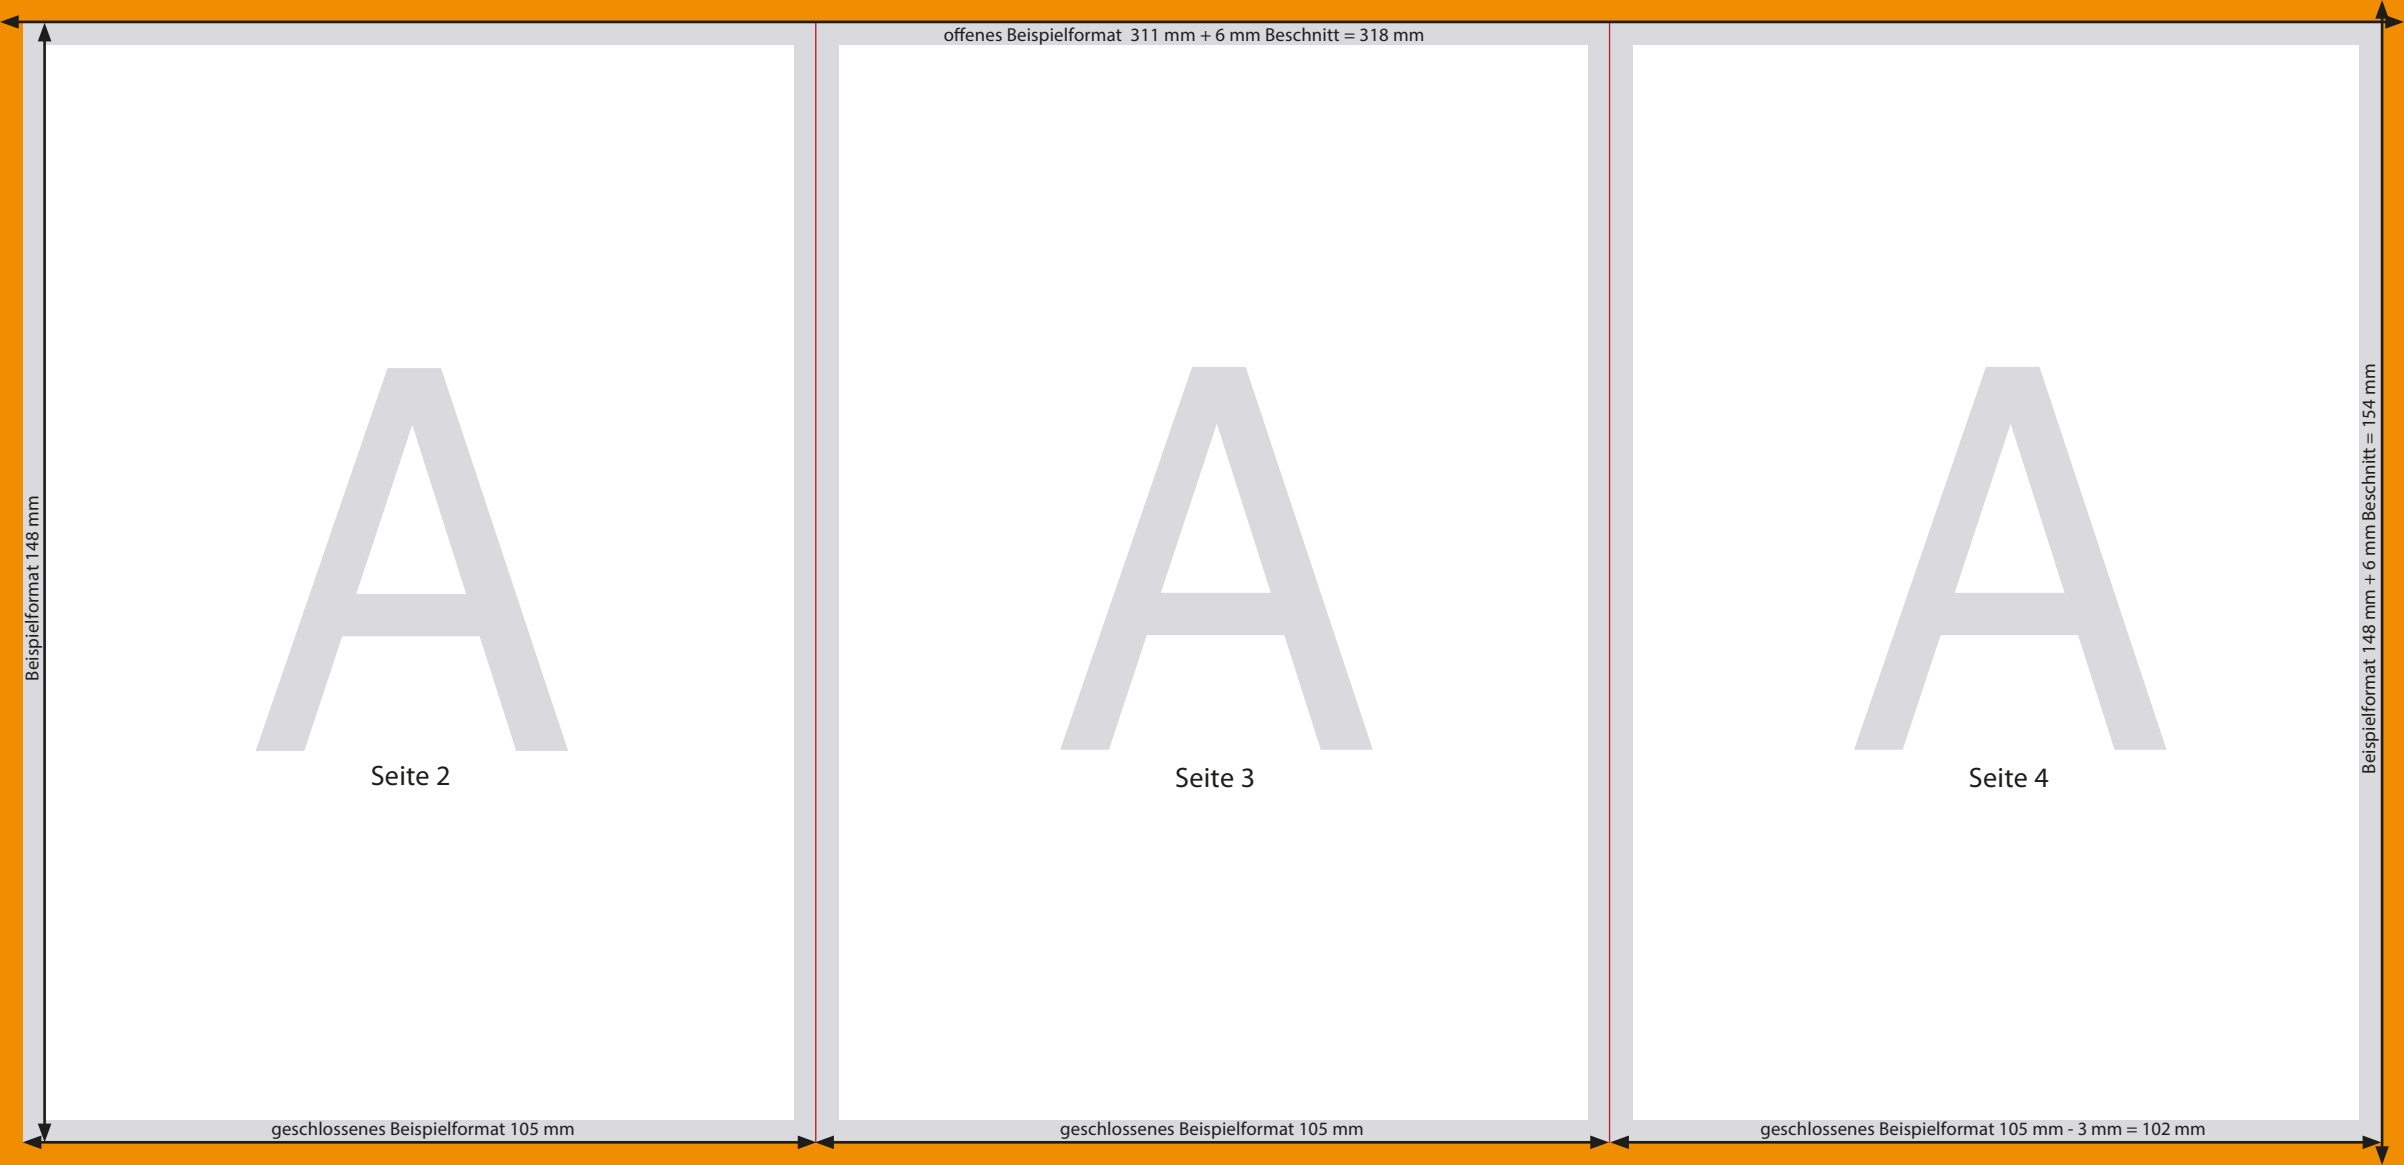 offenes Beispielformat  311 mm + 6 mm Beschnitt = 318 mm
Beispielformat 148 mm
A
Seite 2
A
Seite 3
A
Seite 4
Beispielformat 148 mm + 6 mm Beschnitt = 154 mm
geschlossenes Beispielformat 105 mm
geschlossenes Beispielformat 105 mm
geschlossenes Beispielformat 105 mm - 3 mm = 102 mm